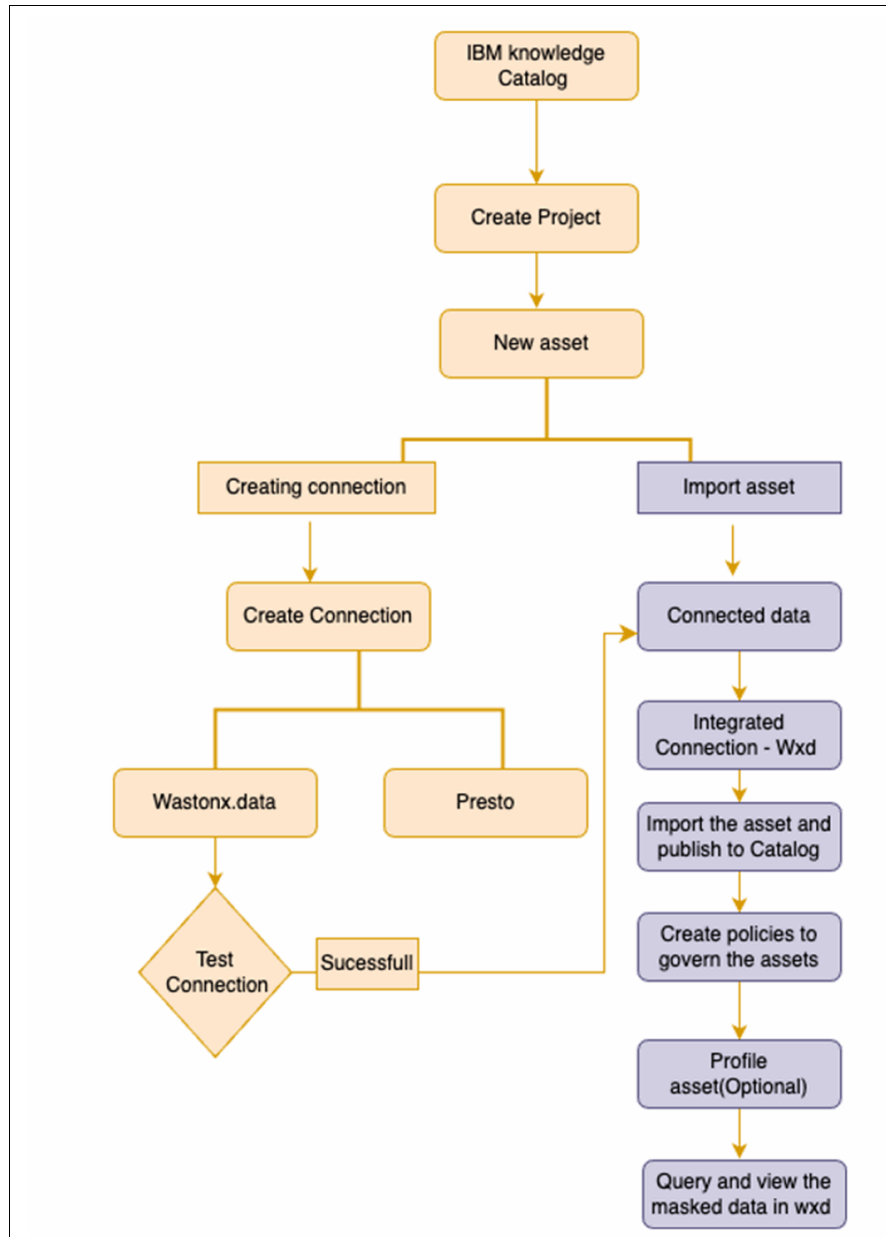 IBM knowledge
Catalog
Create Project
New asset
Creating connection
Import asset
Create Connection
Connected data
Integrated
Connection - Wxd
Wastonx.data
Presto
Import the asset and
publish to Catalog
Create policies to
govern the assets
Test
Connection
Sucessfull
Profile
asset(Optional)
Query and view the
masked data in wxd